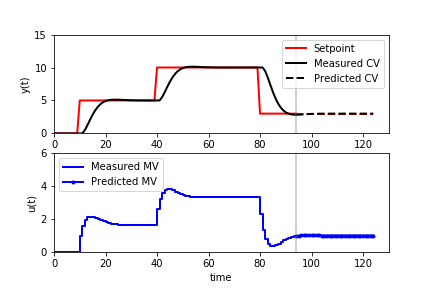 15
10
5
0
y(t)
Setpoint
Measured CV
Predicted CV
0 20 40 60 80 100 120
6
4
2
0
u(t)
Measured MV
Predicted MV
0 20 40 60 80 100 120
time